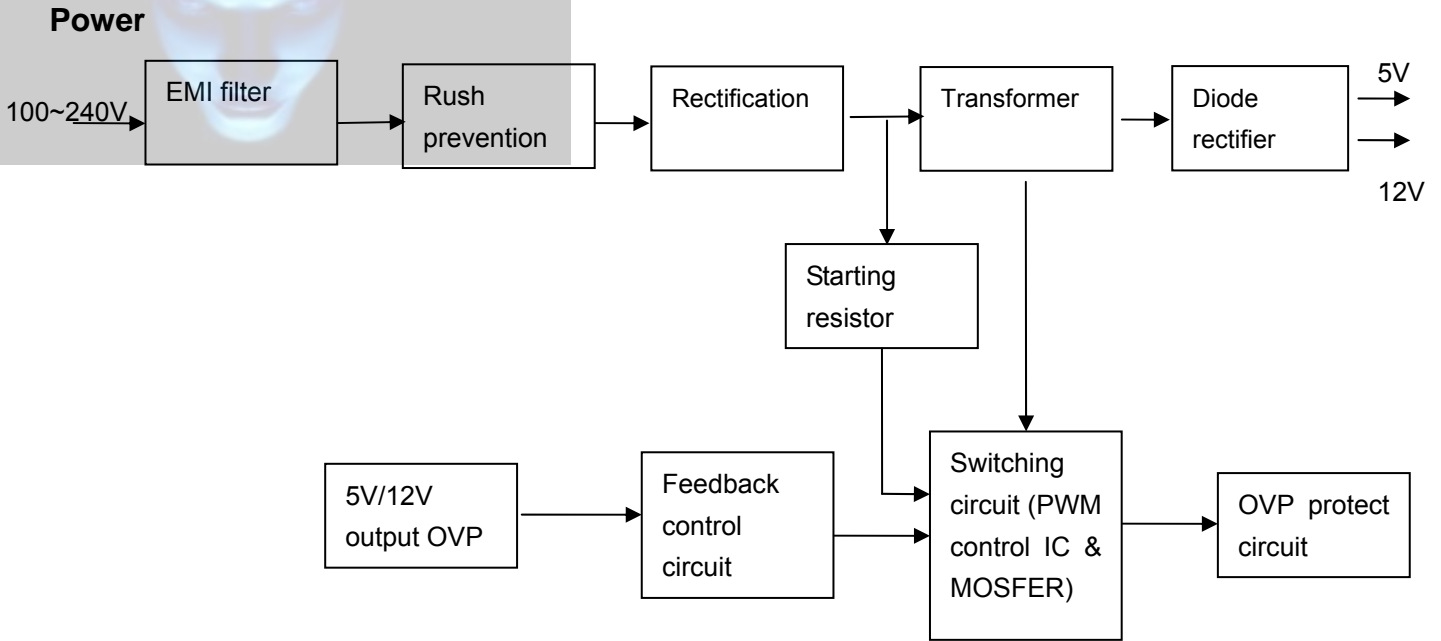 Power
100~240V
EMI filter
Rush
prevention
Rectification
Transformer
Diode
rectifier
5V
12V
Starting
resistor
5V/12V
output OVP
Feedback
control
circuit
Switching
circuit (PWM
control IC &
MOSFER)
OVP protect
circuit